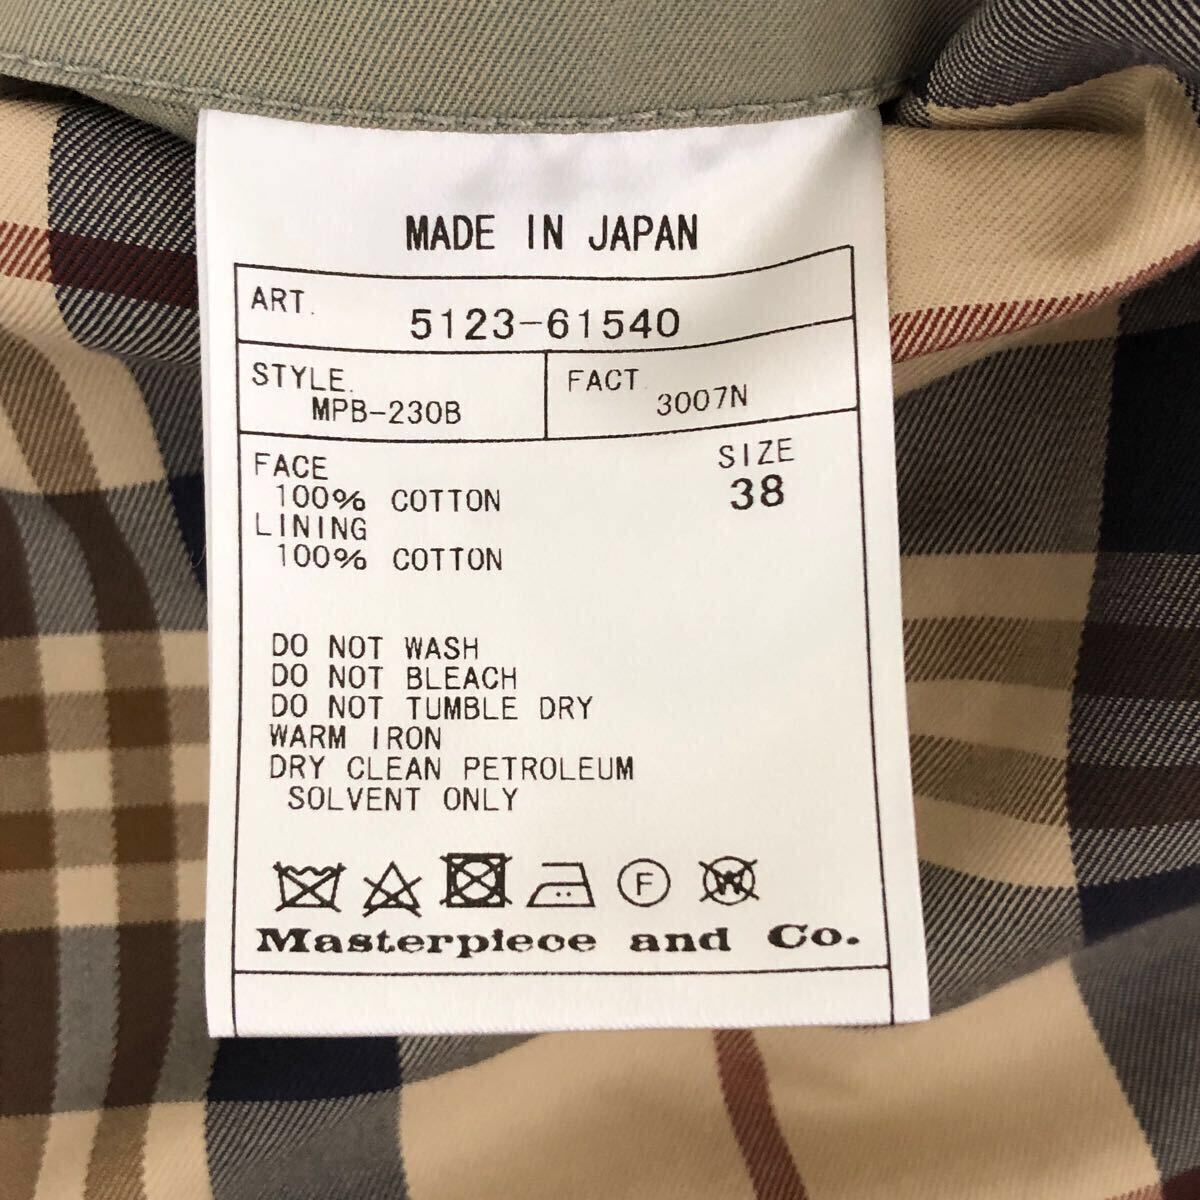 MADE IN JAPAN
ART. 5123-61540
STYLE. MPB-230B
FACT. 3007N
FACE
SIZE
100% COTTON
38
LINING
100% COTTON
DO NOT WASH
DO NOT BLEACH
DO NOT TUMBLE DRY
WARM IRON
DRY CLEAN PETROLEUM
SOLVENT ONLY
F W
Masterpiece and Co.